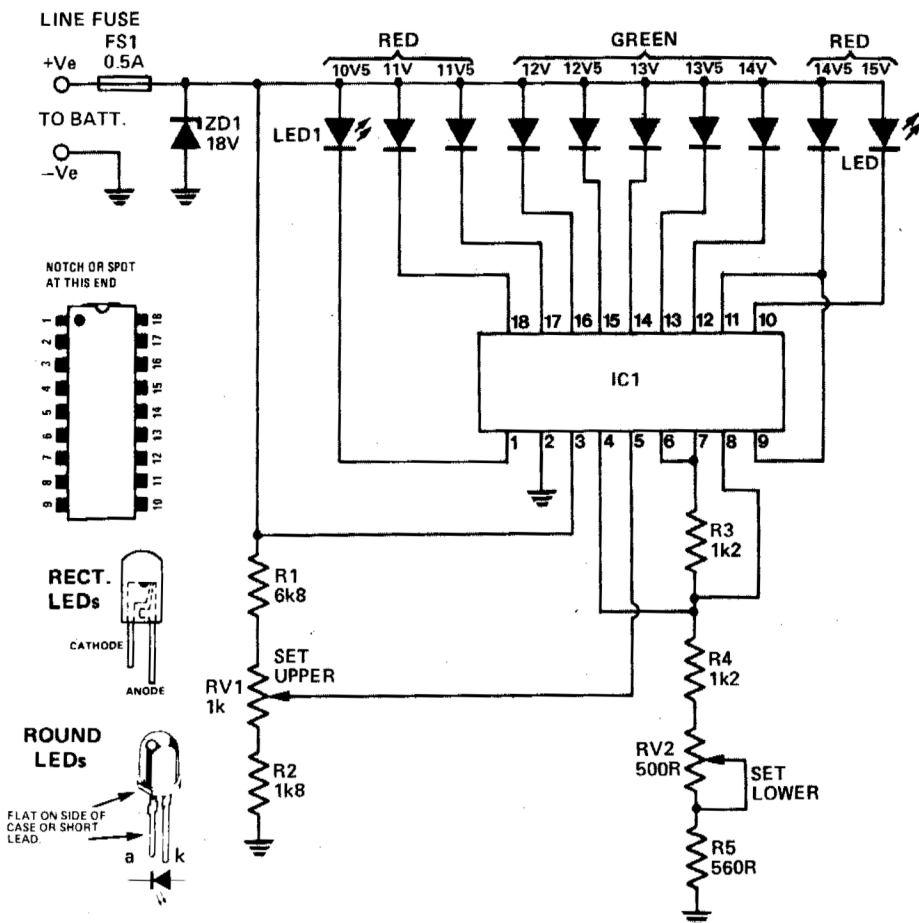 LINE FUSE
FS1
0.5A
+Ve
TO BATT.
–Ve
ZD1
18V
RED
10V5 11V 11V5
GREEN
12V 12V5 13V 13V5 14V
RED
14V5 15V
LED1
LED
NOTCH OR SPOT
AT THIS END
1 18
2 17
3 16
4 15
5 14
6 13
7 12
8 11
9 10
18 17 16 15 14 13 12 11 10
IC1
1 2 3 4 5 6 7 8 9
RECT.
LEDs
CATHODE
ANODE
ROUND
LEDs
FLAT ON SIDE OF
CASE OR SHORT
LEAD.
a k
R1
6k8
SET
UPPER
RV1
1k
R2
1k8
R3
1k2
R4
1k2
RV2
500R
SET
LOWER
R5
560R